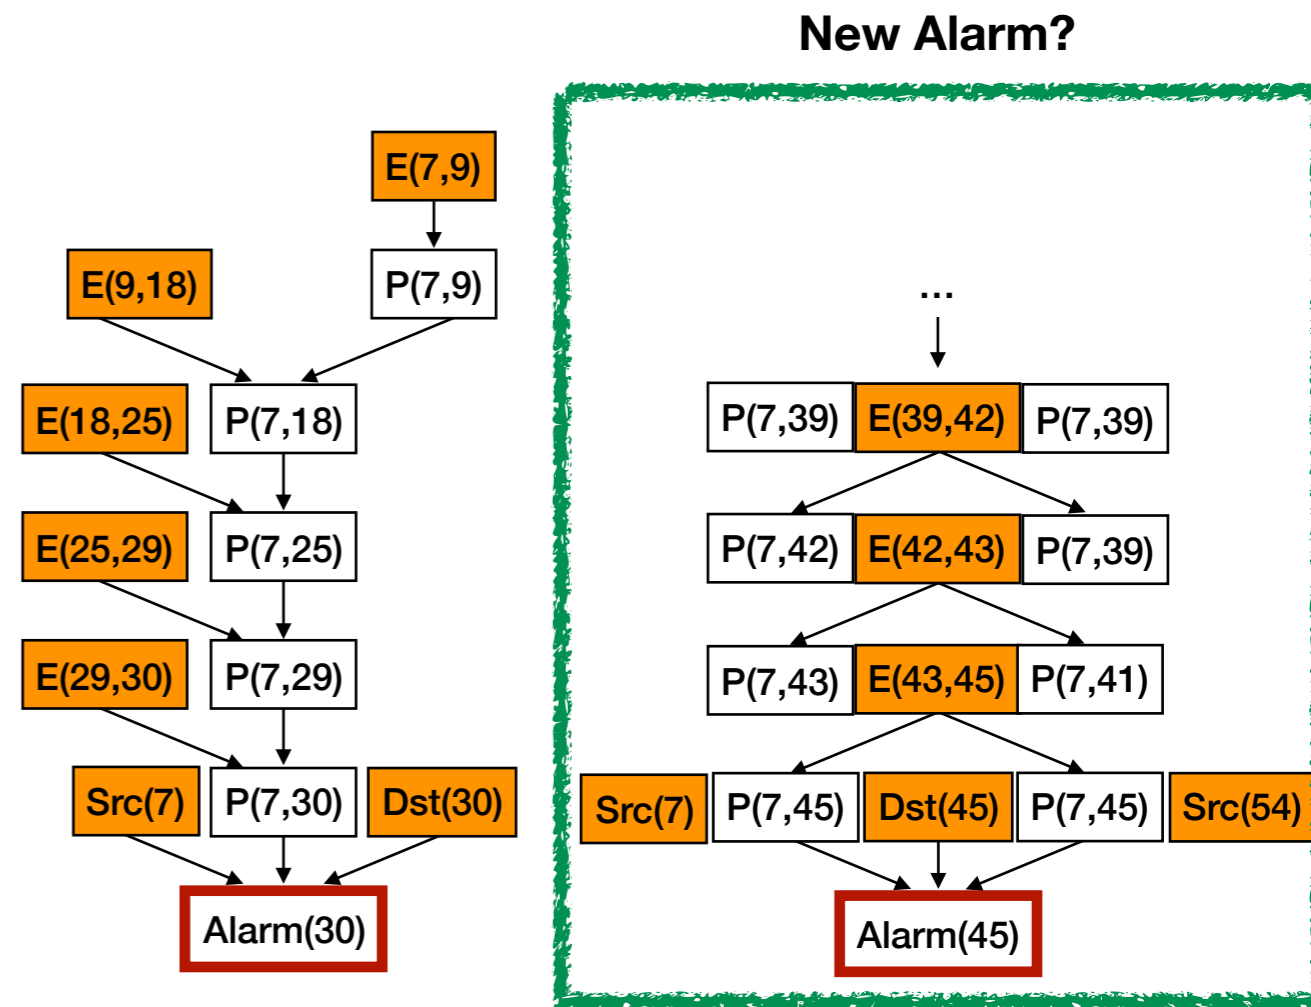 New Alarm?
E(7,9)
E(9,18) P(7,9)
E(18,25) P(7,18)
E(25,29) P(7,25)
E(29,30) P(7,29)
Src(7) P(7,30) Dst(30)
Alarm(30)
...
P(7,39) E(39,42) P(7,39)
P(7,42) E(42,43) P(7,39)
P(7,43) E(43,45) P(7,41)
Src(7) P(7,45) Dst(45) P(7,45) Src(54)
Alarm(45)